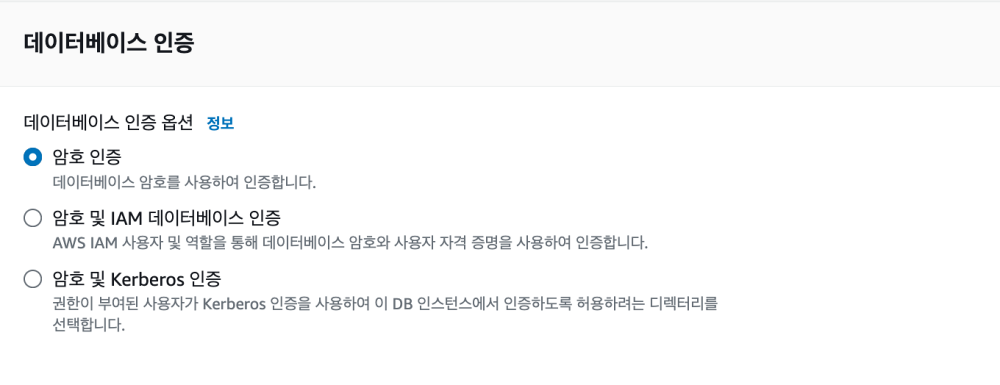 데이터베이스 인증
데이터베이스 인증 옵션 정보
암호 인증
데이터베이스 암호를 사용하여 인증합니다.
암호 및 IAM 데이터베이스 인증
AWS IAM 사용자 및 역할을 통해 데이터베이스 암호와 사용자 자격 증명을 사용하여 인증합니다.
암호 및 Kerberos 인증
권한이 부여된 사용자가 Kerberos 인증을 사용하여 이 DB 인스턴스에서 인증하도록 허용하려는 디렉터리를
선택합니다.